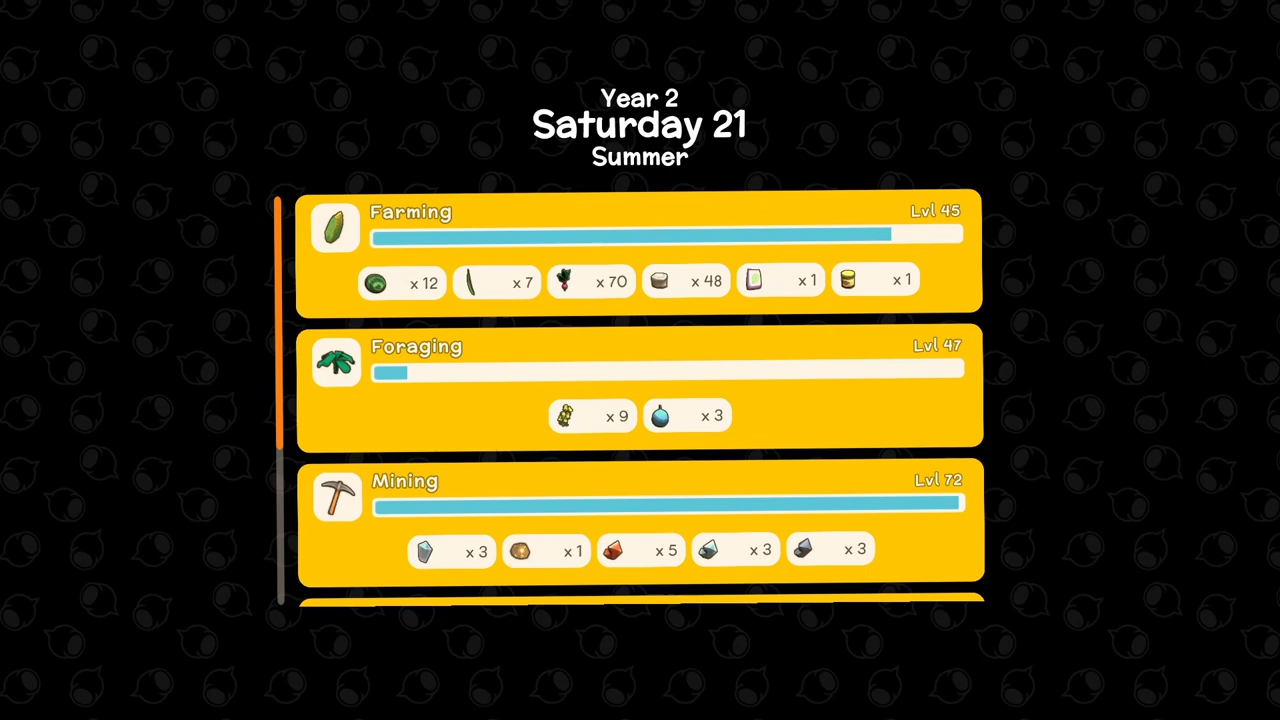 Year 2
Saturday 21
Summer
Farming Lvl 45
x 12 x 7 x 70 x 48 x 1 x 1
Foraging Lvl 47
x 9 x 3
Mining Lvl 72
x 3 x 1 x 5 x 3 x 3